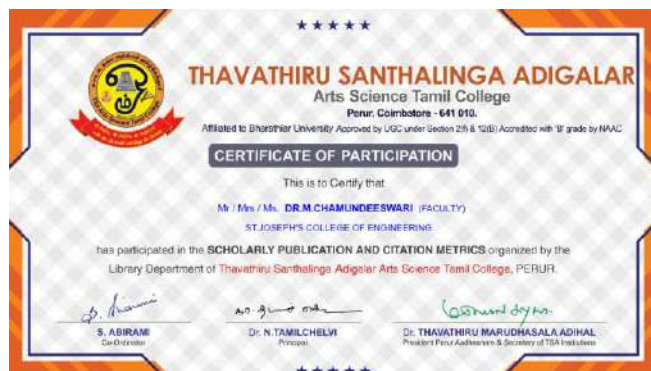 THAVATHIRU SANTHALINGA ADIGALAR
Arts Science Tamil College
Perur, Coimbatore - 641 010.
Affiliated to Bharathiar University Approved by UGC under Section 2(f) & 12(B) Accredited with 'B' grade by NAAC
CERTIFICATE OF PARTICIPATION
This is to Certify that
Mr / Mrs / Ms. DR.M.CHAMUNDEESWARI (FACULTY)
ST.JOSEPH'S COLLEGE OF ENGINEERING
has participated in the SCHOLARLY PUBLICATION AND CITATION METRICS organized by the
Library Department of Thavathiru Santhalinga Adigalar Arts Science Tamil College, PERUR.
S. ABIRAMI
Co-Ordinator
Dr. N.TAMILCHELVI
Principal
Dr. THAVATHIRU MARUDHASALA ADIHAL
President Perur Aadheenam & Secretary of TSA Institutions